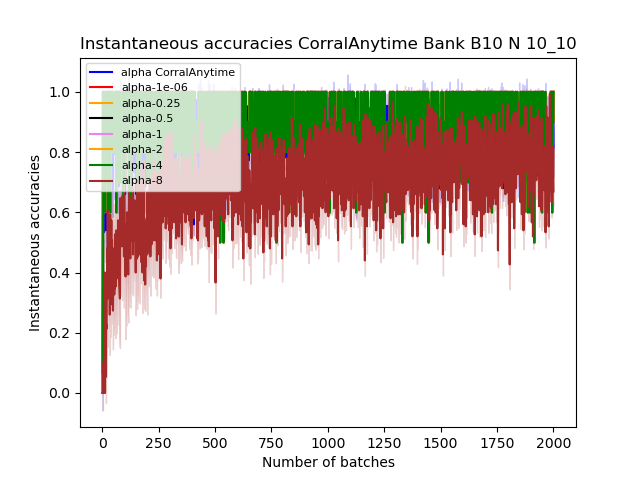 Instantaneous accuracies CorralAnytime Bank B10 N 10_10
alpha CorralAnytime
alpha-1e-06
alpha-0.25
alpha-0.5
alpha-1
alpha-2
alpha-4
alpha-8
Instantaneous accuracies
1.0
0.8
0.6
0.4
0.2
0.0
0 250 500 750 1000 1250 1500 1750 2000
Number of batches